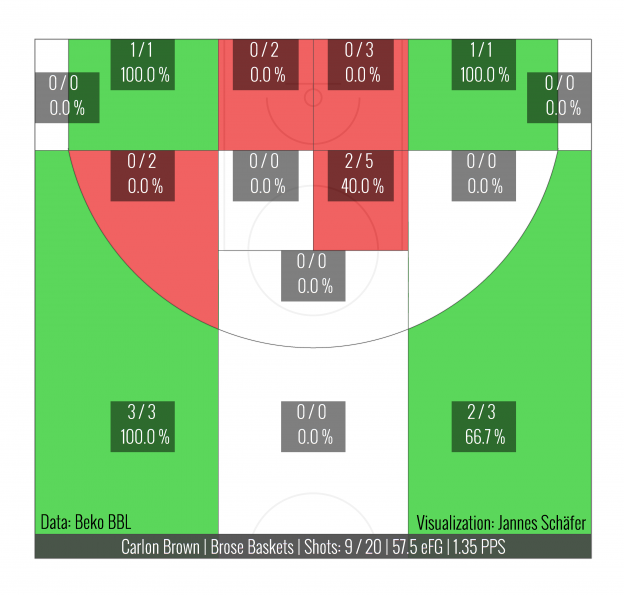 1 / 1
100.0 %
0 / 2
0.0 %
0 / 3
0.0 %
1 / 1
100.0 %
0 / 0
0.0 %
0 / 0
0.0 %
0 / 2
0.0 %
0 / 0
0.0 %
2 / 5
40.0 %
0 / 0
0.0 %
0 / 0
0.0 %
3 / 3
100.0 %
0 / 0
0.0 %
2 / 3
66.7 %
Data: Beko BBL
Visualization: Jannes Schäfer
Carlon Brown | Brose Baskets | Shots: 9 / 20 | 57.5 eFG | 1.35 PPS